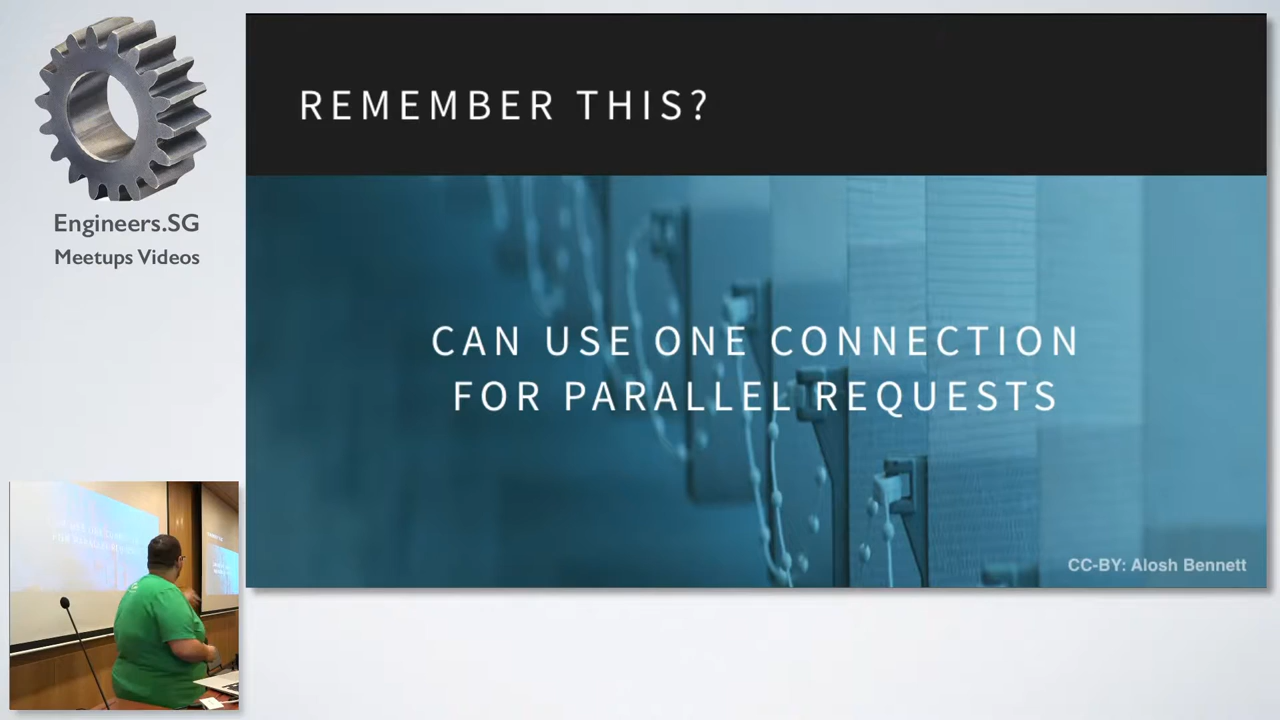 Engineers.SG
Meetups Videos
REMEMBER THIS?
CAN USE ONE CONNECTION
FOR PARALLEL REQUESTS
CC-BY: Alosh Bennett